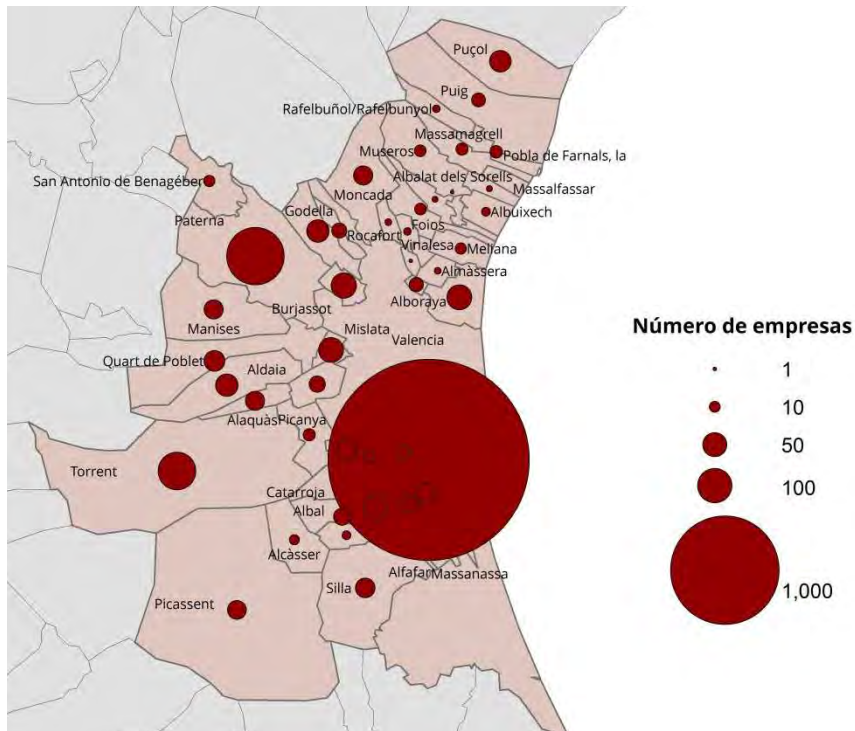 Puçol
Puig
Rafelbuñol/Rafelbunyol
Massamagrell
Museros
Pobla de Farnals, la
Albalat dels Sorells
San Antonio de Benagéber
Massalfassar
Moncada
Paterna
Godella
Albuixech
Rocafort
Foios
Vinalesa
Meliana
Almàssera
Alboraya
Burjassot
Manises
Mislata
Valencia
Número de empresas
Quart de Poblet
Aldaia
1
10
Alaquàs
Picanya
50
Torrent
100
Catarroja
Albal
Alcàsser
Alfafar
Massanassa
Silla
1,000
Picassent